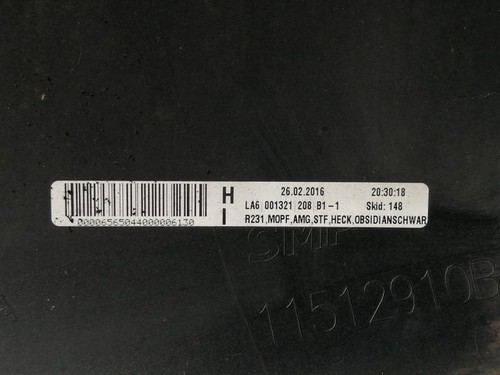 H 26.02.2016 20:30:18
I LA6 001321 208 B1-1 Skid: 148
R231,MOPF,AMG,STF,HECK,OBSIDIANSCHWAR
00006565044000006130
SMP
11512910B